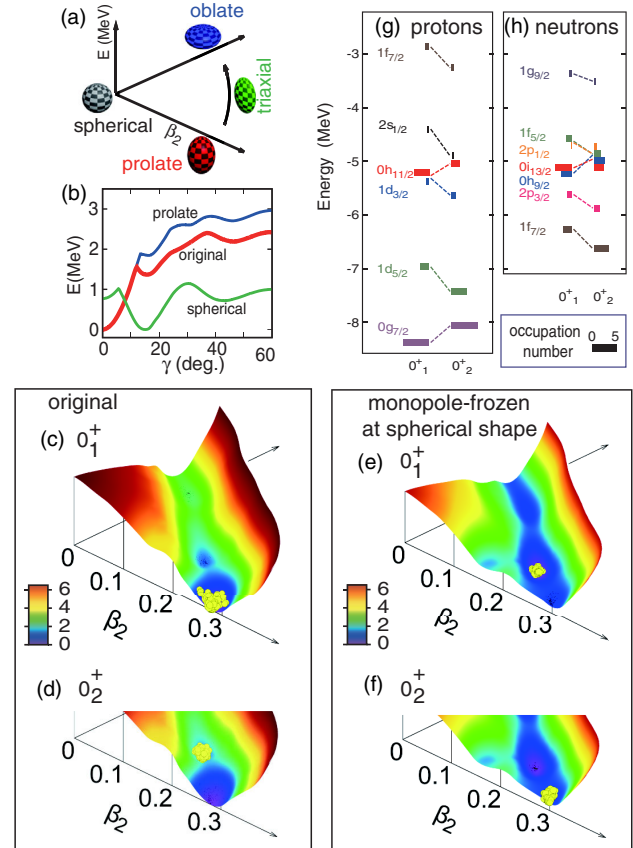 (a)
E (MeV)
oblate
spherical
β2
triaxial
prolate
(b)
E(MeV)
3
2
1
0
prolate
original
spherical
0 20 40 60
γ (deg.)
(g) protons
Energy (MeV)
-3
-4
-5
-6
-7
-8
1f7/2
2s1/2
0h11/2
1d3/2
1d5/2
0g7/2
0+1 0+2
(h) neutrons
1g9/2
1f5/2
2p1/2
0i13/2
0h9/2
2p3/2
1f7/2
0+1 0+2
occupation
number
0 5
original
(c)
0+1
0
0.1
0.2
0.3
β2
6
4
2
0
(d)
0+2
0
0.1
0.2
0.3
β2
monopole-frozen
at spherical shape
(e)
0+1
0
0.1
0.2
0.3
β2
6
4
2
0
(f)
0+2
0
0.1
0.2
0.3
β2